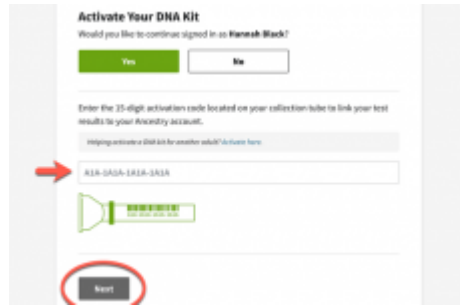 Activate Your DNA Kit
Would you like to continue signed in as Hannah Black?
Yes
No
Enter the 15-digit activation code located on your collection tube to link your test
results to your Ancestry account.
Helping activate a DNA kit for another adult? Activate here.
A1A-1A1A-1A1A-1A1A
Next